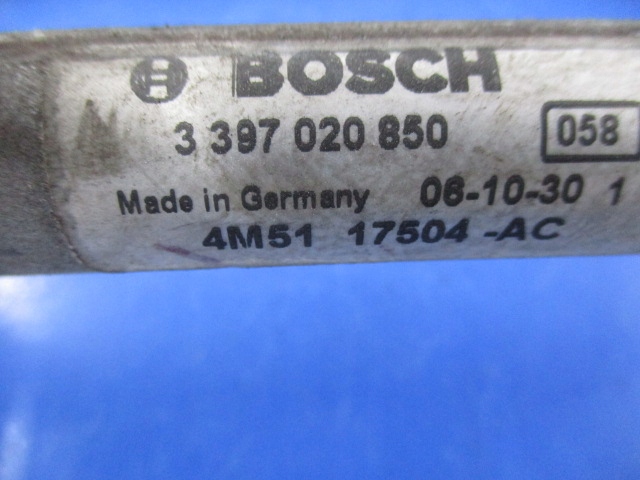 BOSCH
3 397 020 850 058
Made in Germany 06-10-30 1
4M51 17504-AC